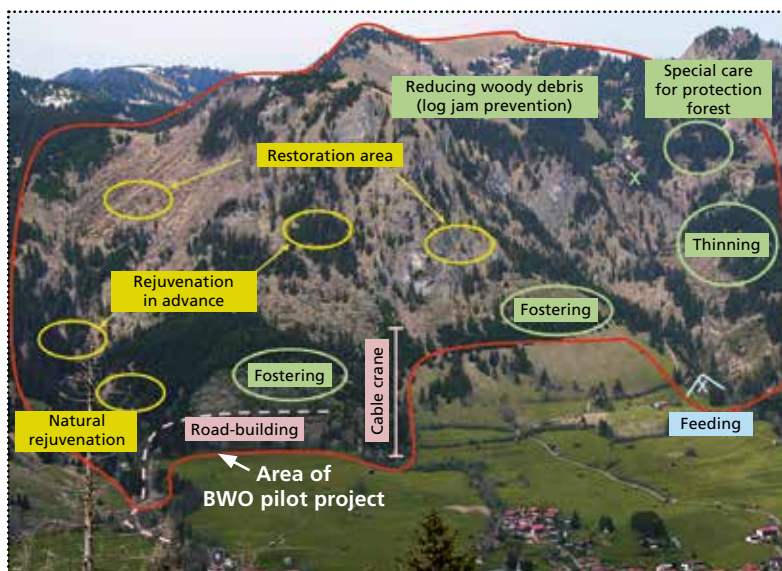 Reducing woody debris
(log jam prevention)
Special care
for protection
forest
Restoration area
Thinning
Rejuvenation
in advance
Fostering
Fostering
Cable crane
Natural
rejuvenation
Road-building
Feeding
Area of
BWO pilot project